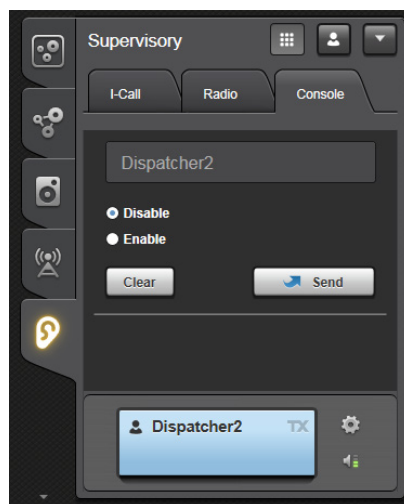 Supervisory
I-Call Radio Console
Dispatcher2
Disable
Enable
Clear Send
Dispatcher2 TX